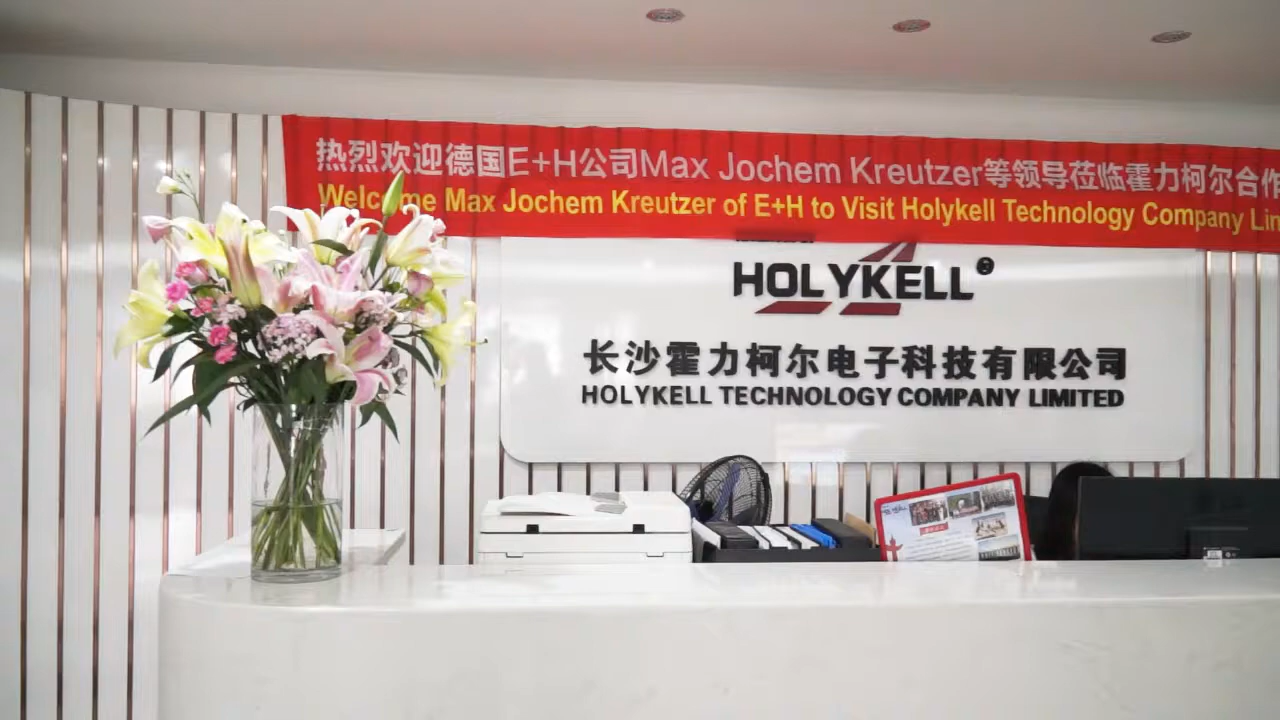 热烈欢迎德国E+H公司Max Jochem Kreutzer等领导莅临霍力柯尔合作
Welcome Max Jochem Kreutzer of E+H to Visit Holykell Technology Company Lim
HOLYKELL
长沙霍力柯尔电子科技有限公司
HOLYKELL TECHNOLOGY COMPANY LIMITED